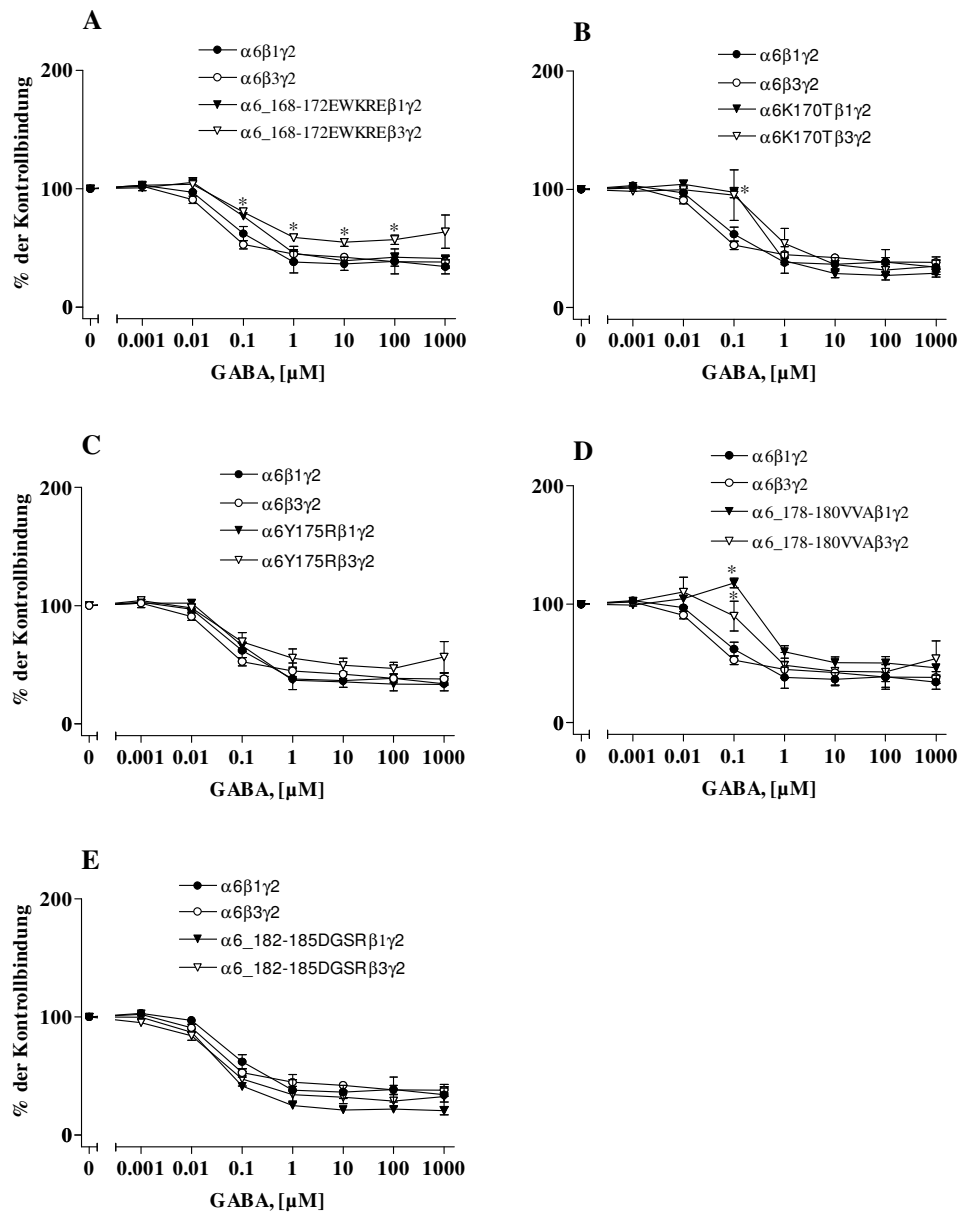 A
α6β1γ2
α6β3γ2
α6_168-172EWKREβ1γ2
α6_168-172EWKREβ3γ2
200
100
0
% der Kontrollbindung
* * * *
0 0.001 0.01 0.1 1 10 100 1000
GABA, [µM]
B
α6β1γ2
α6β3γ2
α6K170Tβ1γ2
α6K170Tβ3γ2
200
100
0
% der Kontrollbindung
*
0 0.001 0.01 0.1 1 10 100 1000
GABA, [µM]
C
α6β1γ2
α6β3γ2
α6Y175Rβ1γ2
α6Y175Rβ3γ2
200
100
0
% der Kontrollbindung
0 0.001 0.01 0.1 1 10 100 1000
GABA, [µM]
D
α6β1γ2
α6β3γ2
α6_178-180VVAβ1γ2
α6_178-180VVAβ3γ2
200
100
0
% der Kontrollbindung
*
*
0 0.001 0.01 0.1 1 10 100 1000
GABA, [µM]
E
α6β1γ2
α6β3γ2
α6_182-185DGSRβ1γ2
α6_182-185DGSRβ3γ2
200
100
0
% der Kontrollbindung
0 0.001 0.01 0.1 1 10 100 1000
GABA, [µM]